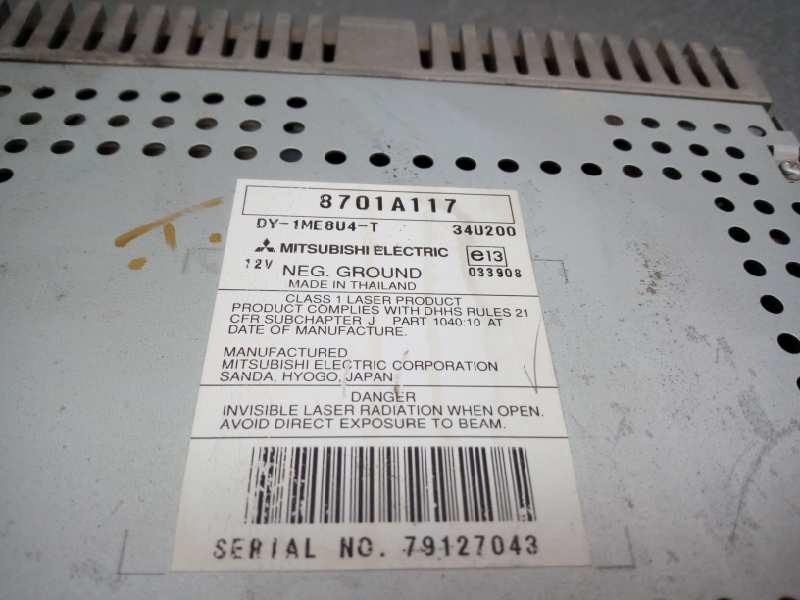 8701A117
DY-1ME8U4-T 34U200
MITSUBISHI ELECTRIC e13
12V NEG. GROUND 033908
MADE IN THAILAND
CLASS 1 LASER PRODUCT
PRODUCT COMPLIES WITH DHHS RULES 21
CFR SUBCHAPTER J PART 1040:10 AT
DATE OF MANUFACTURE.
MANUFACTURED
MITSUBISHI ELECTRIC CORPORATION
SANDA, HYOGO, JAPAN
DANGER
INVISIBLE LASER RADIATION WHEN OPEN.
AVOID DIRECT EXPOSURE TO BEAM.
SERIAL NO. 79127043